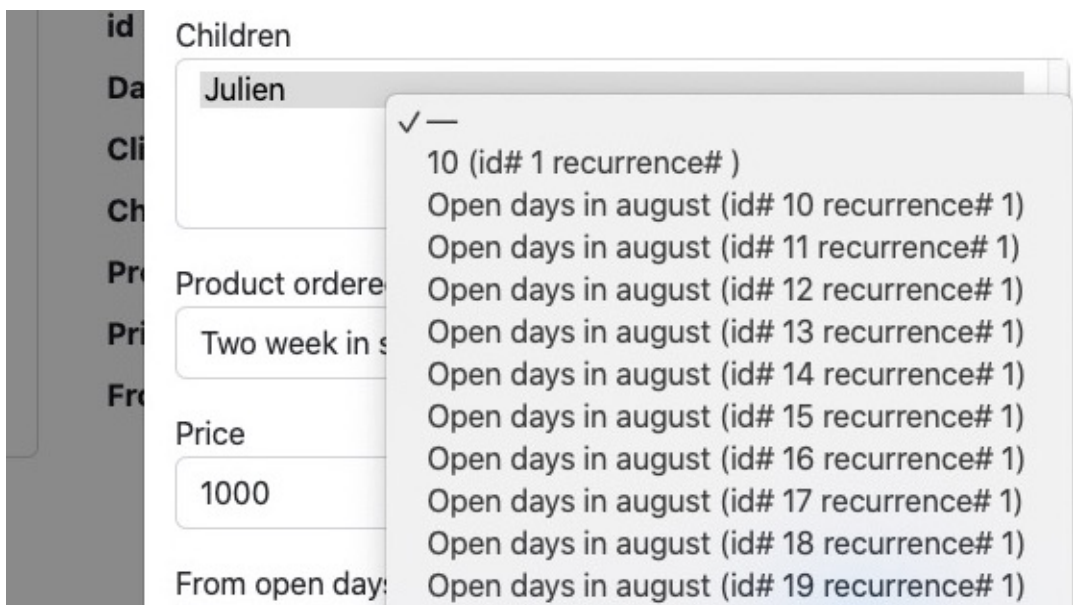 id
Da
Cli
Ch
Pro
Pri
Fro
Children
Julien
Product ordere
Two week in s
Price
1000
From open days
✓ —
10 (id# 1 recurrence# )
Open days in august (id# 10 recurrence# 1)
Open days in august (id# 11 recurrence# 1)
Open days in august (id# 12 recurrence# 1)
Open days in august (id# 13 recurrence# 1)
Open days in august (id# 14 recurrence# 1)
Open days in august (id# 15 recurrence# 1)
Open days in august (id# 16 recurrence# 1)
Open days in august (id# 17 recurrence# 1)
Open days in august (id# 18 recurrence# 1)
Open days in august (id# 19 recurrence# 1)